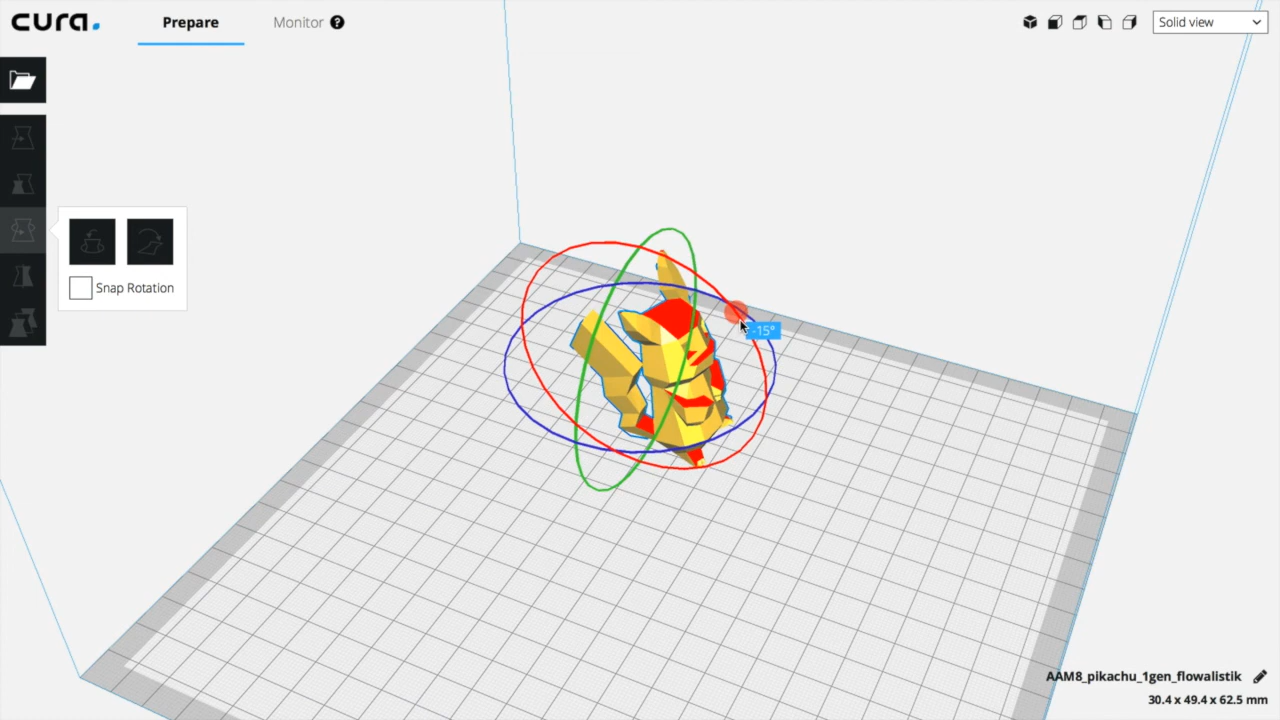 cura.
Prepare
Monitor ?
Solid view
Snap Rotation
-15°
AAM8_pikachu_1gen_flowalistik
30.4 x 49.4 x 62.5 mm